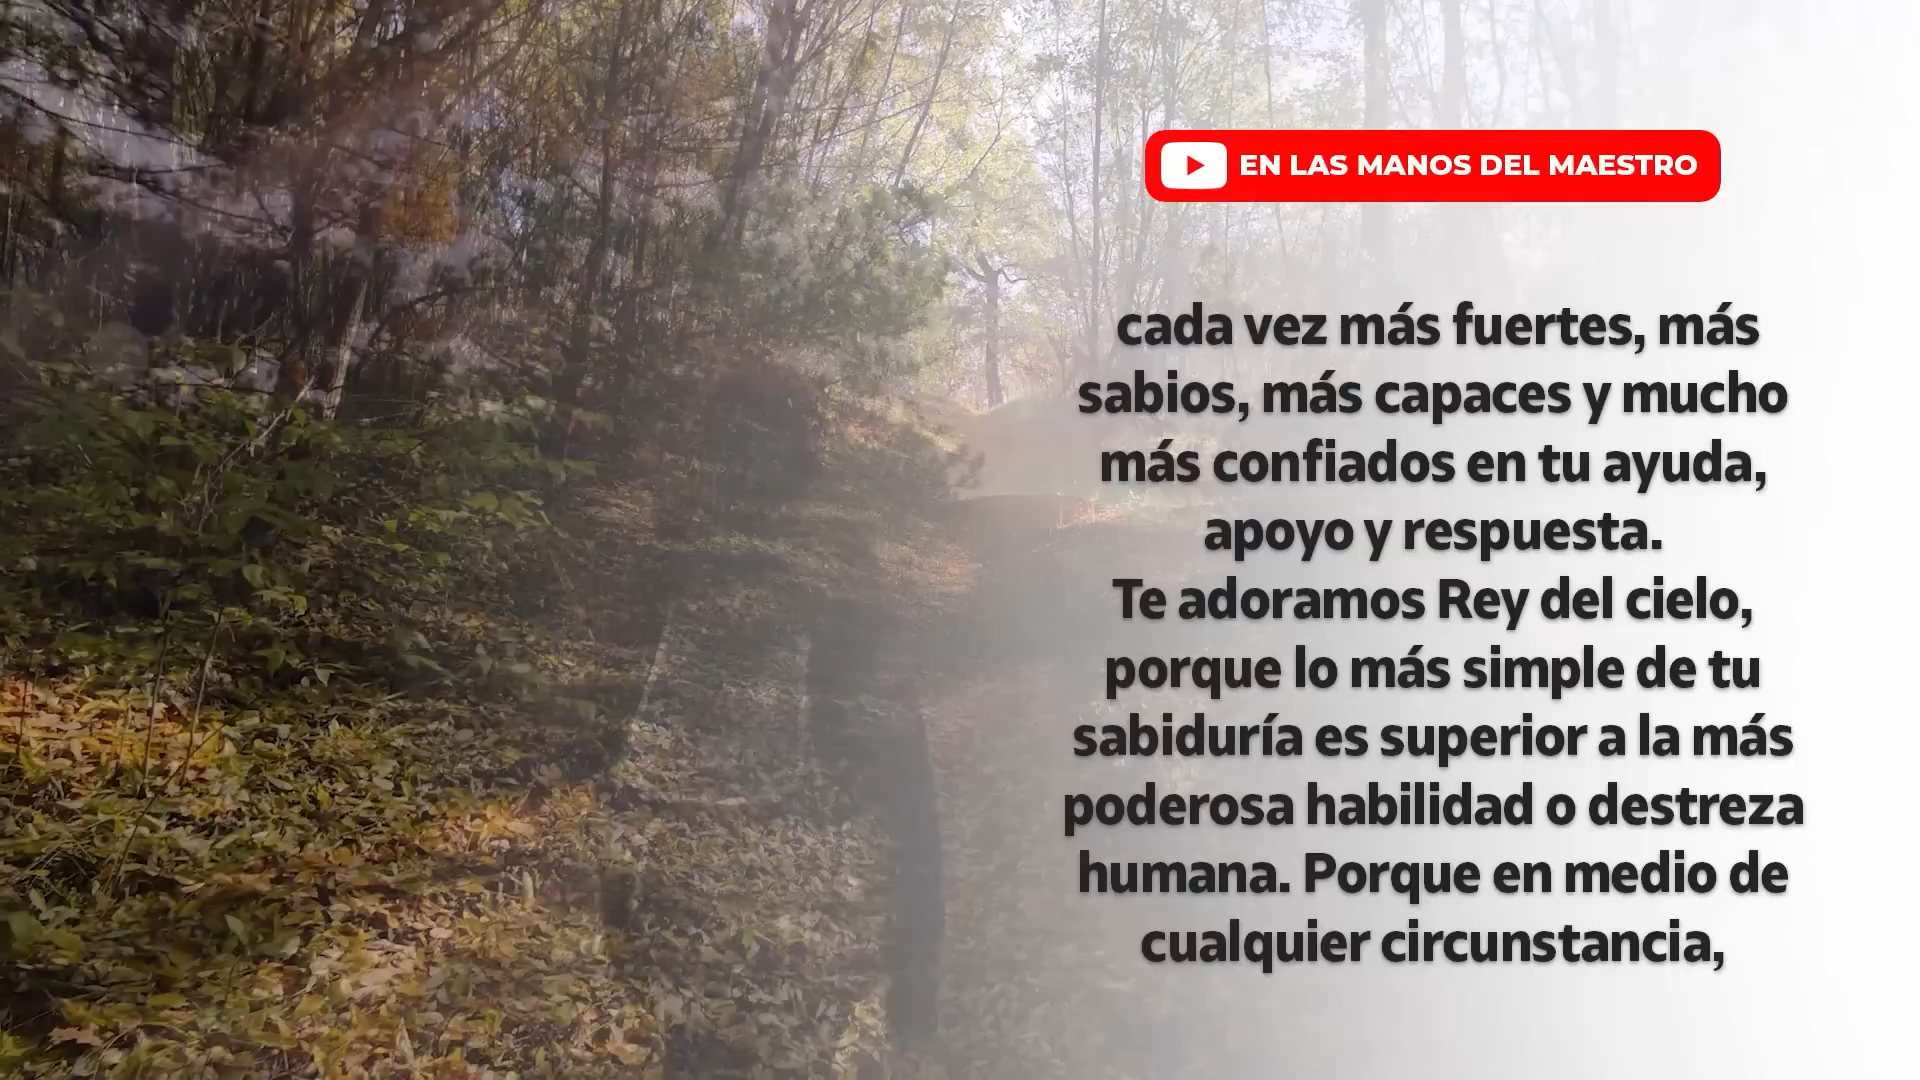 EN LAS MANOS DEL MAESTRO
cada vez más fuertes, más
sabios, más capaces y mucho
más confiados en tu ayuda,
apoyo y respuesta.
Te adoramos Rey del cielo,
porque lo más simple de tu
sabiduría es superior a la más
poderosa habilidad o destreza
humana. Porque en medio de
cualquier circunstancia,